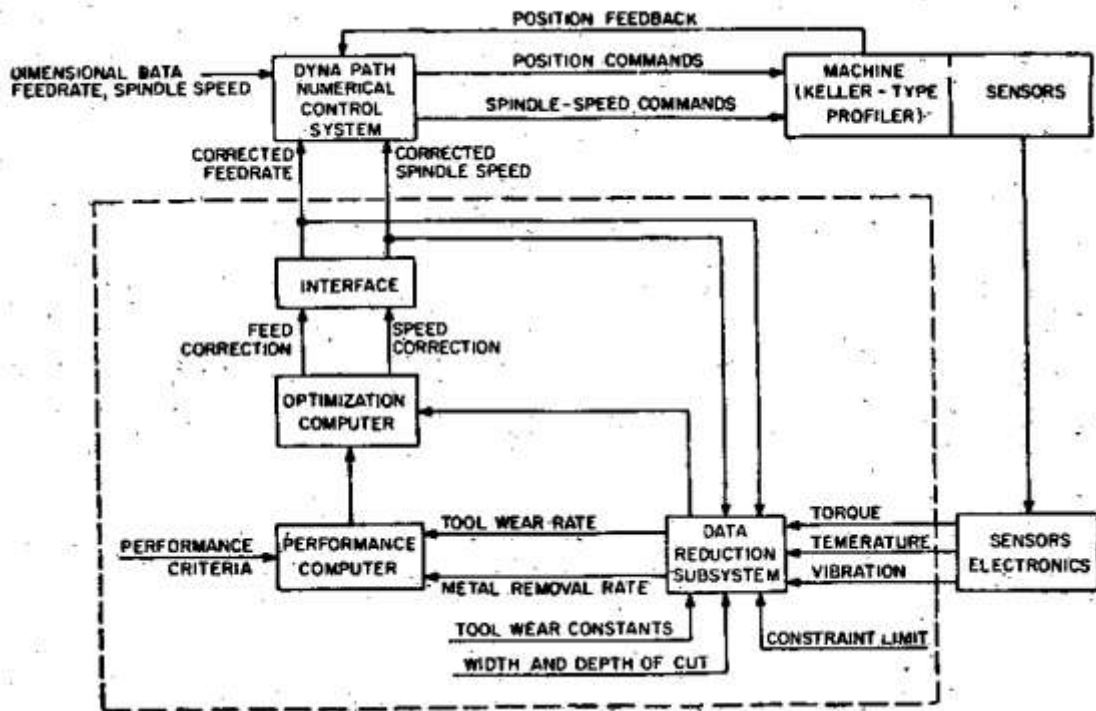 POSITION FEEDBACK
DIMENSIONAL DATA
FEEDRATE, SPINDLE SPEED
DYNA PATH
NUMERICAL
CONTROL
SYSTEM
POSITION COMMANDS
SPINDLE-SPEED COMMANDS
MACHINE
(KELLER-TYPE
PROFILER)
SENSORS
CORRECTED
FEEDRATE
CORRECTED
SPINDLE SPEED
INTERFACE
FEED
CORRECTION
SPEED
CORRECTION
OPTIMIZATION
COMPUTER
PERFORMANCE
CRITERIA
PERFORMANCE
COMPUTER
TOOL WEAR RATE
METAL REMOVAL RATE
DATA
REDUCTION
SUBSYSTEM
TORQUE
TEMERATURE
VIBRATION
SENSORS
ELECTRONICS
TOOL WEAR CONSTANTS
WIDTH AND DEPTH OF CUT
CONSTRAINT LIMIT